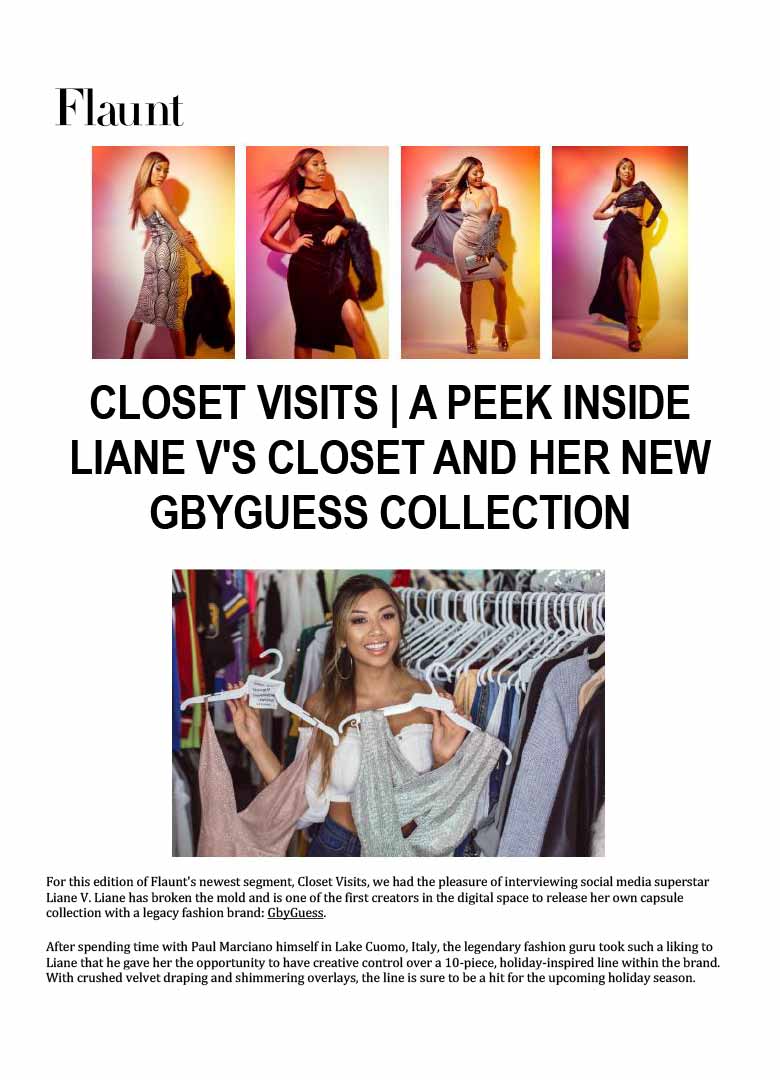 Flaunt
CLOSET VISITS | A PEEK INSIDE
LIANE V'S CLOSET AND HER NEW
GBYGUESS COLLECTION
For this edition of Flaunt's newest segment, Closet Visits, we had the pleasure of interviewing social media superstar
Liane V. Liane has broken the mold and is one of the first creators in the digital space to release her own capsule
collection with a legacy fashion brand: GbyGuess.
After spending time with Paul Marciano himself in Lake Cuomo, Italy, the legendary fashion guru took such a liking to
Liane that he gave her the opportunity to have creative control over a 10-piece, holiday-inspired line within the brand.
With crushed velvet draping and shimmering overlays, the line is sure to be a hit for the upcoming holiday season.